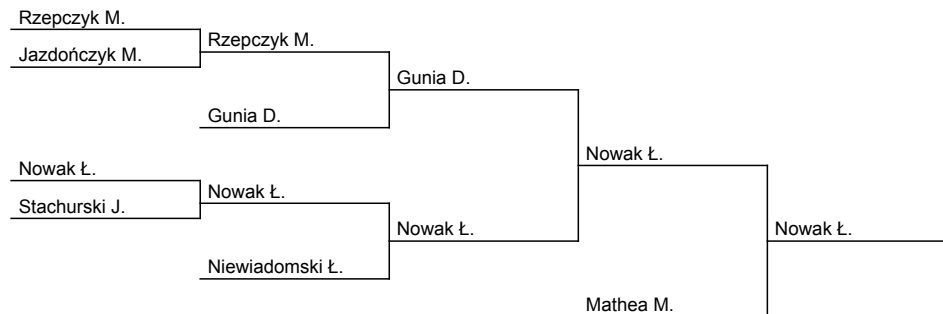 Rzepczyk M.
Rzepczyk M.
Jazdończyk M.
Gunia D.
Gunia D.
Nowak Ł.
Nowak Ł.
Nowak Ł.
Stachurski J.
Nowak Ł.
Nowak Ł.
Niewiadomski Ł.
Mathea M.